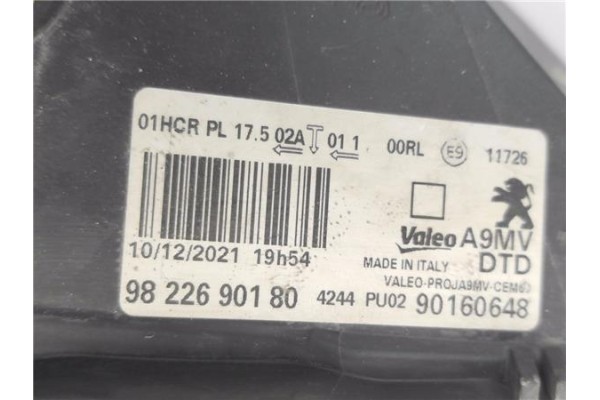 01HCR PL 17.5 02A T 01 1 00RL E9 11726
Valeo A9MV
10/12/2021 19h54
MADE IN ITALY DTD
VALEO-PROJA9MV-CEM60
98 226 901 80 4244 PU02 90160648